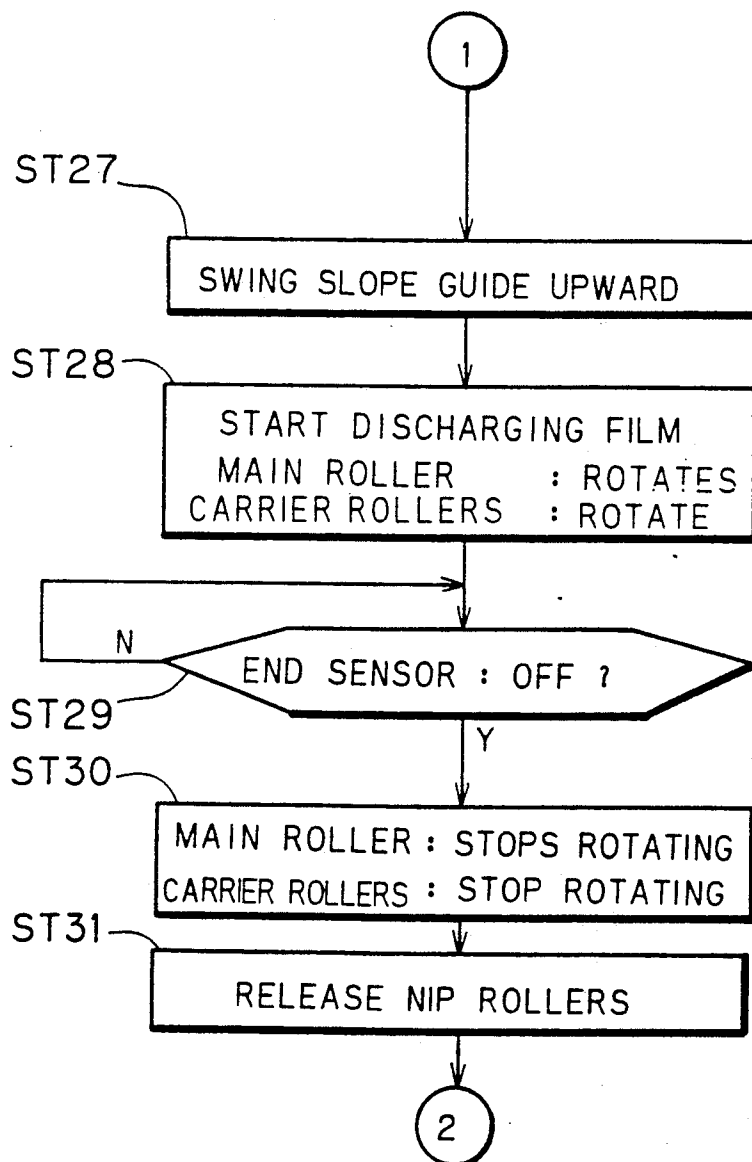 1
ST27
SWING SLOPE GUIDE UPWARD
ST28
START DISCHARGING FILM
MAIN ROLLER : ROTATES
CARRIER ROLLERS : ROTATE
N
END SENSOR : OFF ?
ST29
Y
ST30
MAIN ROLLER : STOPS ROTATING
CARRIER ROLLERS : STOP ROTATING
ST31
RELEASE NIP ROLLERS
2